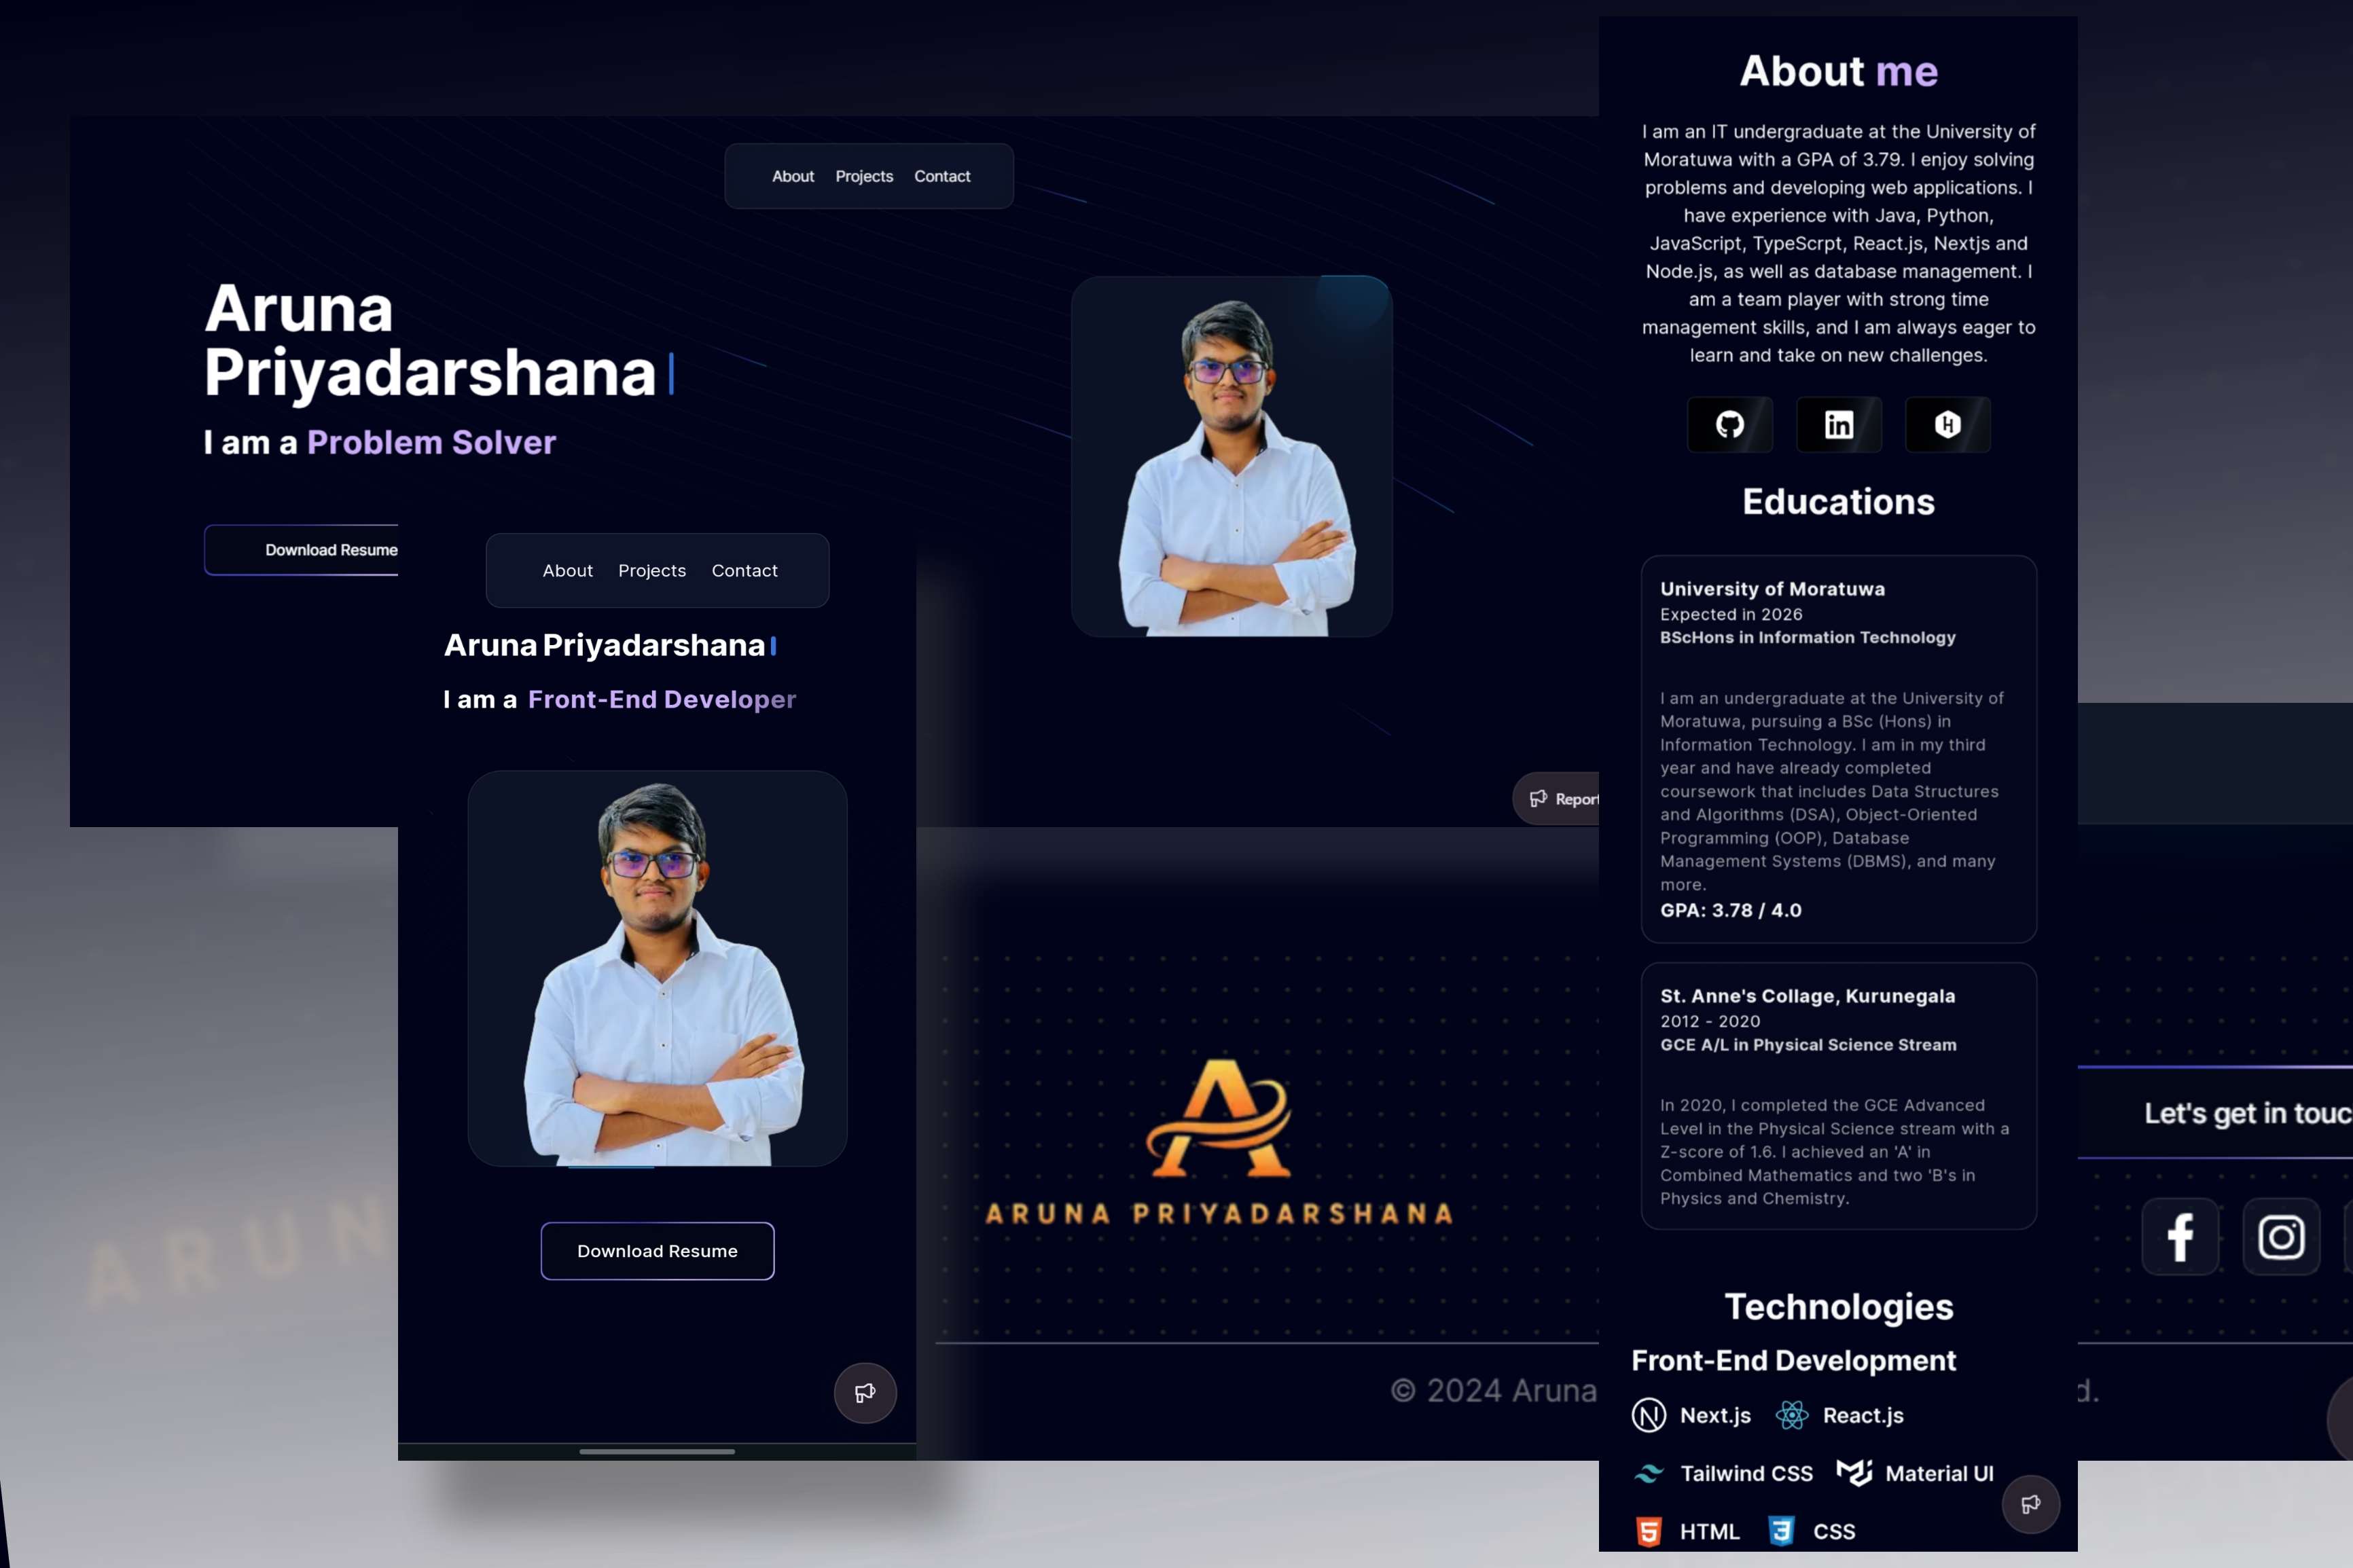 About Projects Contact
Aruna
Priyadarshana
I am a Problem Solver
Download Resume
Report
About Projects Contact
Aruna Priyadarshana
I am a Front-End Developer
Download Resume
ARUN
ARUNA PRIYADARSHANA
© 2024 Aruna
d.
Let's get in touc
About me
I am an IT undergraduate at the University of
Moratuwa with a GPA of 3.79. I enjoy solving
problems and developing web applications. I
have experience with Java, Python,
JavaScript, TypeScrpt, React.js, Nextjs and
Node.js, as well as database management. I
am a team player with strong time
management skills, and I am always eager to
learn and take on new challenges.
Educations
University of Moratuwa
Expected in 2026
BScHons in Information Technology
I am an undergraduate at the University of
Moratuwa, pursuing a BSc (Hons) in
Information Technology. I am in my third
year and have already completed
coursework that includes Data Structures
and Algorithms (DSA), Object-Oriented
Programming (OOP), Database
Management Systems (DBMS), and many
more.
GPA: 3.78 / 4.0
St. Anne's Collage, Kurunegala
2012 - 2020
GCE A/L in Physical Science Stream
In 2020, I completed the GCE Advanced
Level in the Physical Science stream with a
Z-score of 1.6. I achieved an 'A' in
Combined Mathematics and two 'B's in
Physics and Chemistry.
Technologies
Front-End Development
Next.js React.js
Tailwind CSS Material UI
HTML CSS